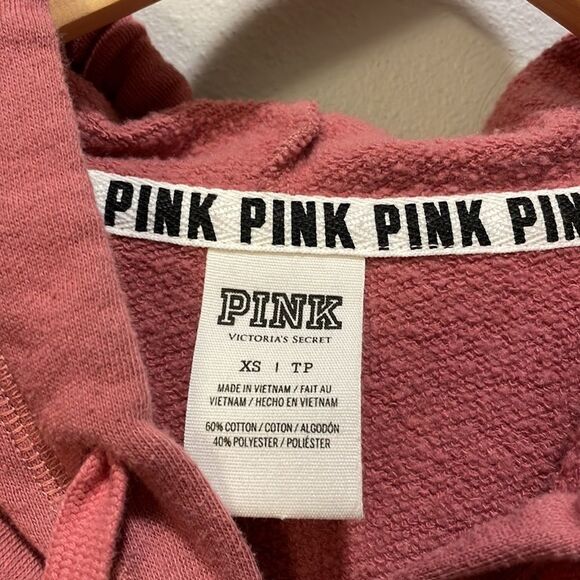 PINK PINK PINK PIN
PINK
VICTORIA'S SECRET
XS | TP
MADE IN VIETNAM / FAIT AU
VIETNAM / HECHO EN VIETNAM
60% COTTON / COTON / ALGODÓN
40% POLYESTER / POLIÉSTER